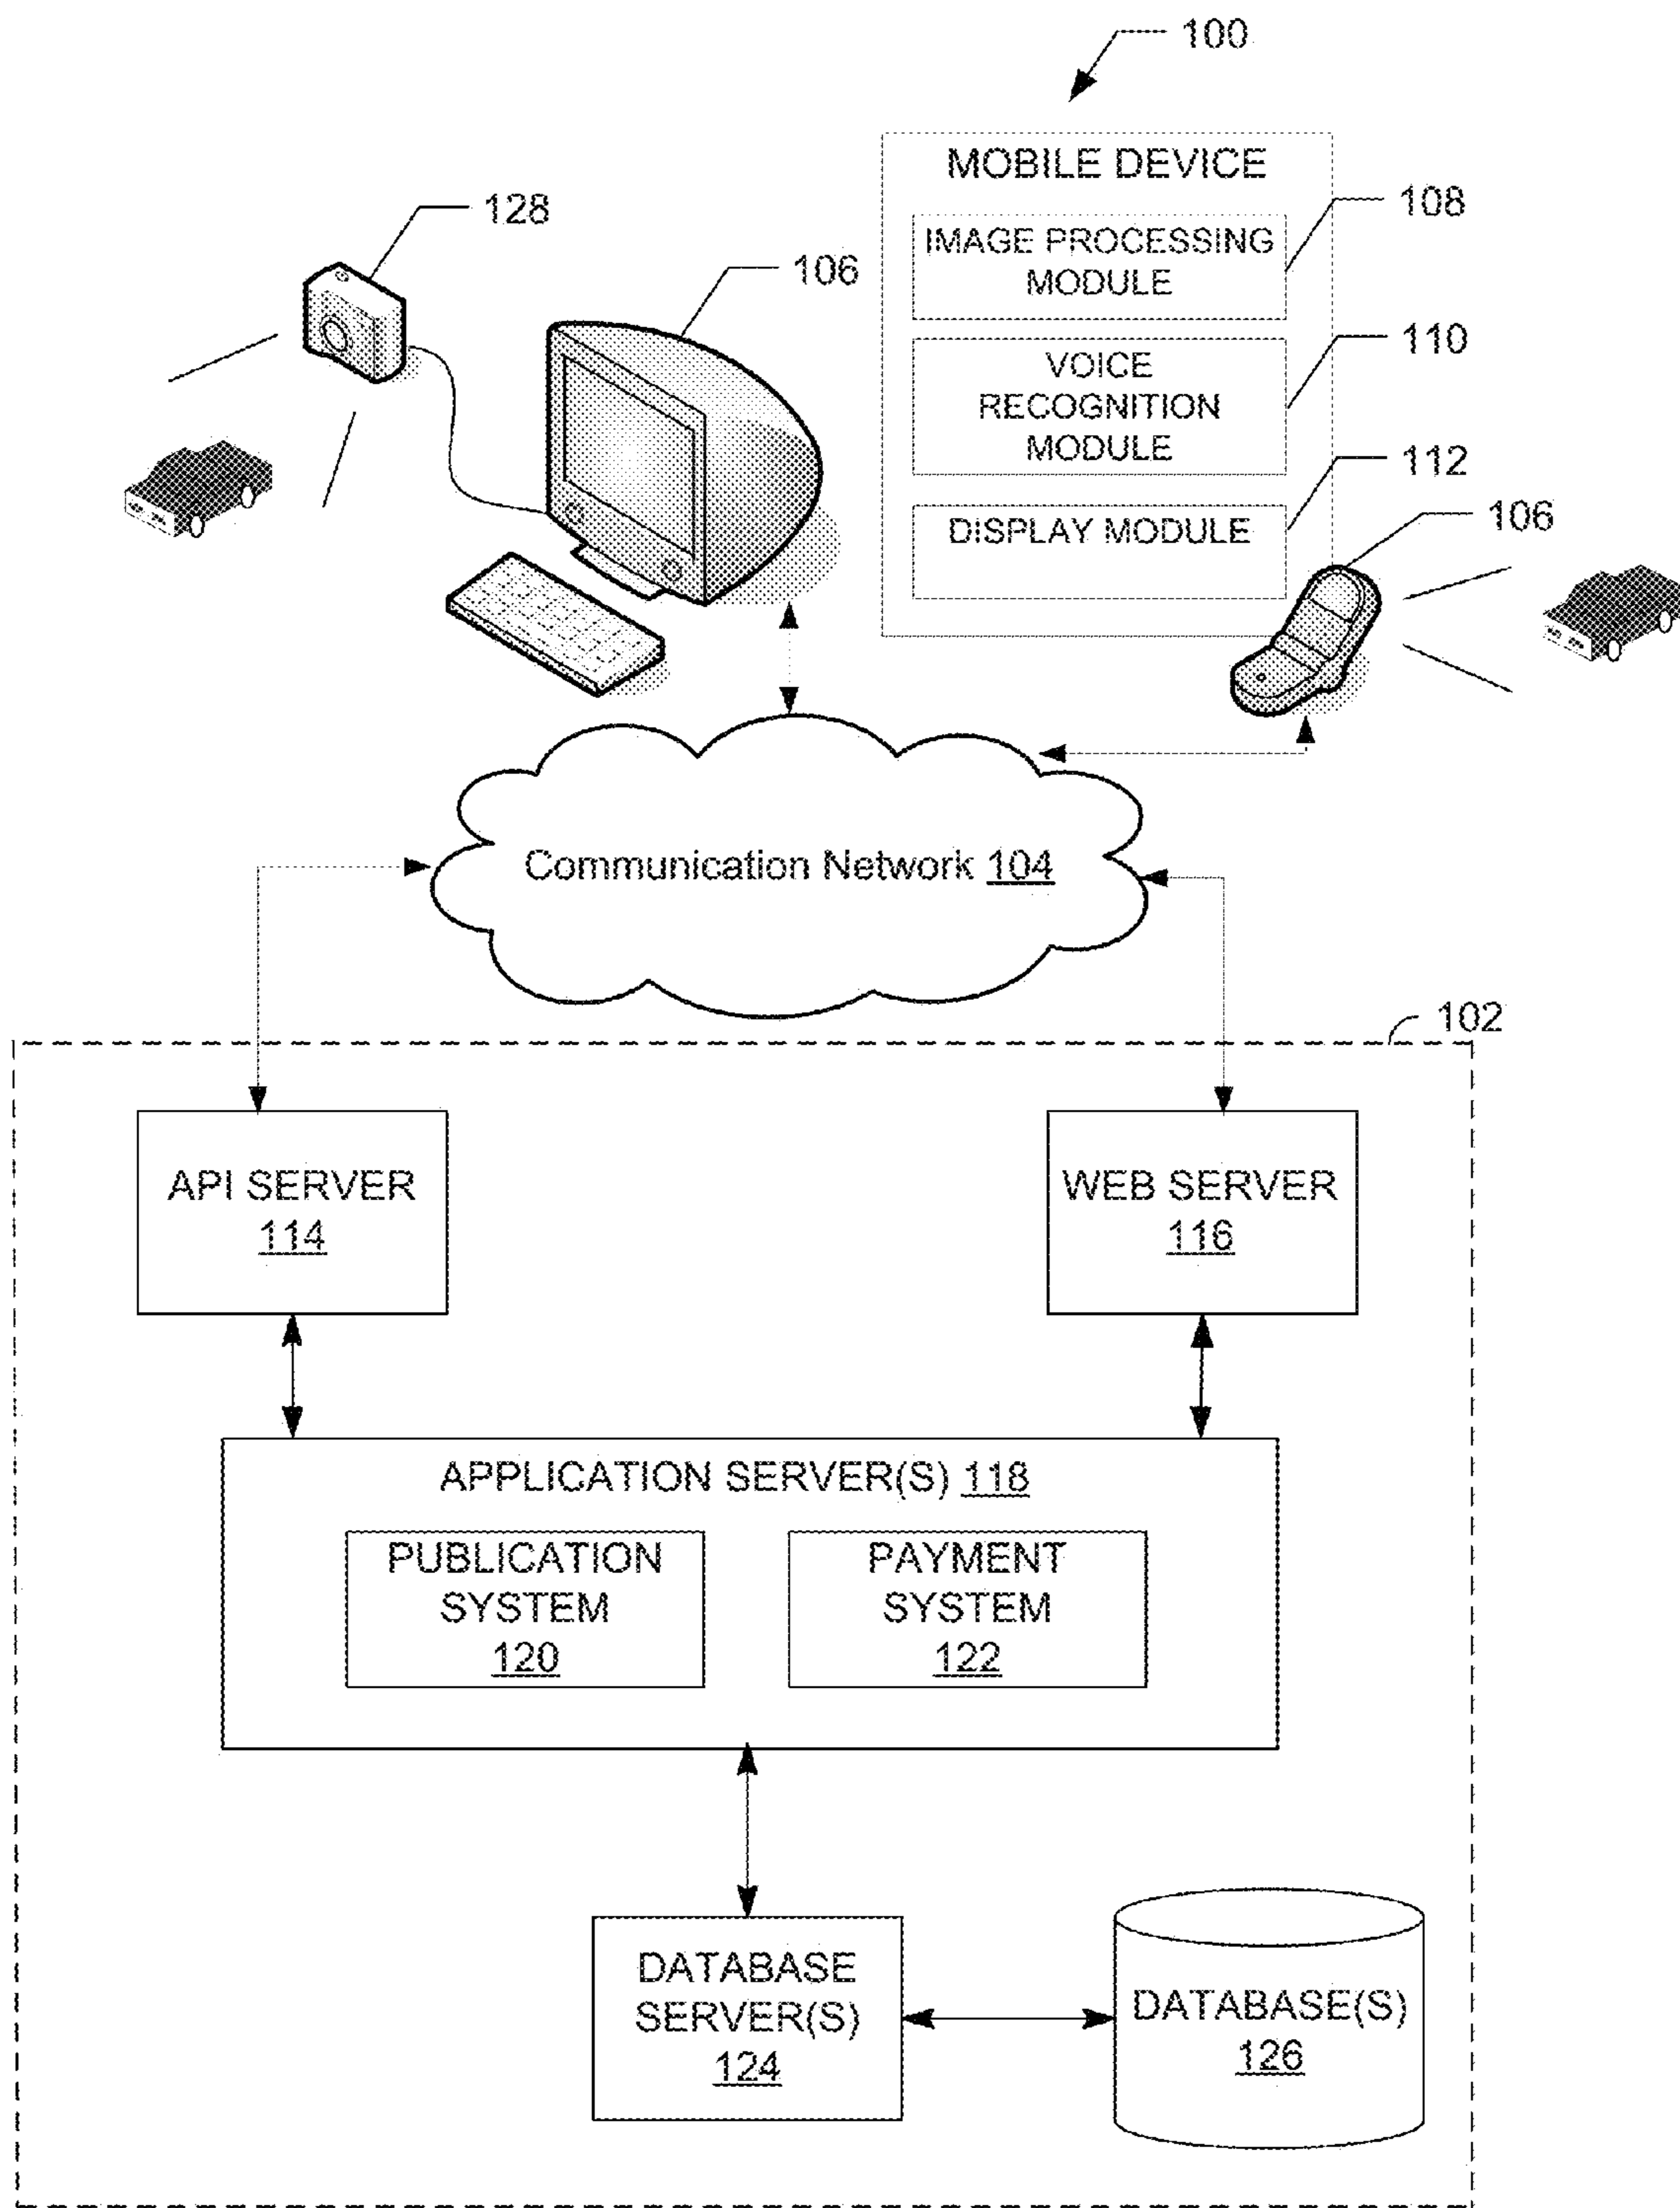 100
MOBILE DEVICE
108
IMAGE PROCESSING
MODULE
128
106
110
VOICE
RECOGNITION
MODULE
112
DISPLAY MODULE
106
Communication Network 104
102
API SERVER
114
WEB SERVER
116
APPLICATION SERVER(S) 118
PUBLICATION
SYSTEM
120
PAYMENT
SYSTEM
122
DATABASE
SERVER(S)
124
DATABASE(S)
126